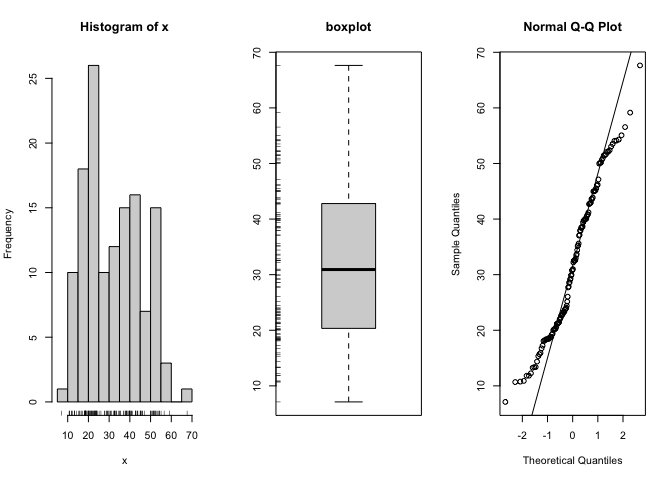 Histogram of x
Frequency
0
5
10
15
20
25
10 20 30 40 50 60 70
x
boxplot
10
20
30
40
50
60
70
Normal Q-Q Plot
Sample Quantiles
10
20
30
40
50
60
70
-2 -1 0 1 2
Theoretical Quantiles